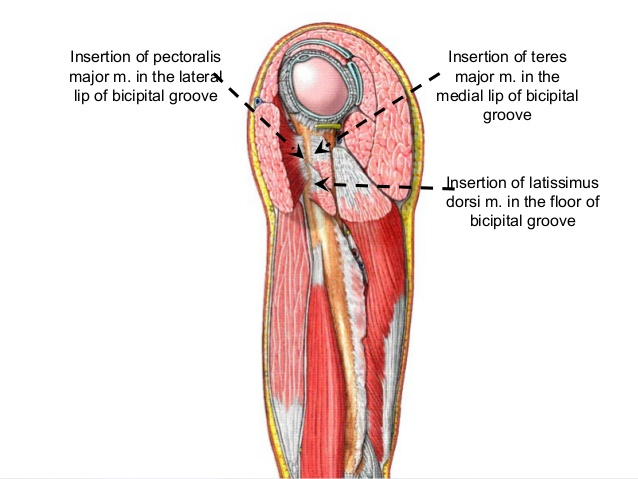 Insertion of pectoralis
major m. in the lateral
lip of bicipital groove
Insertion of teres
major m. in the
medial lip of bicipital
groove
Insertion of latissimus
dorsi m. in the floor of
bicipital groove